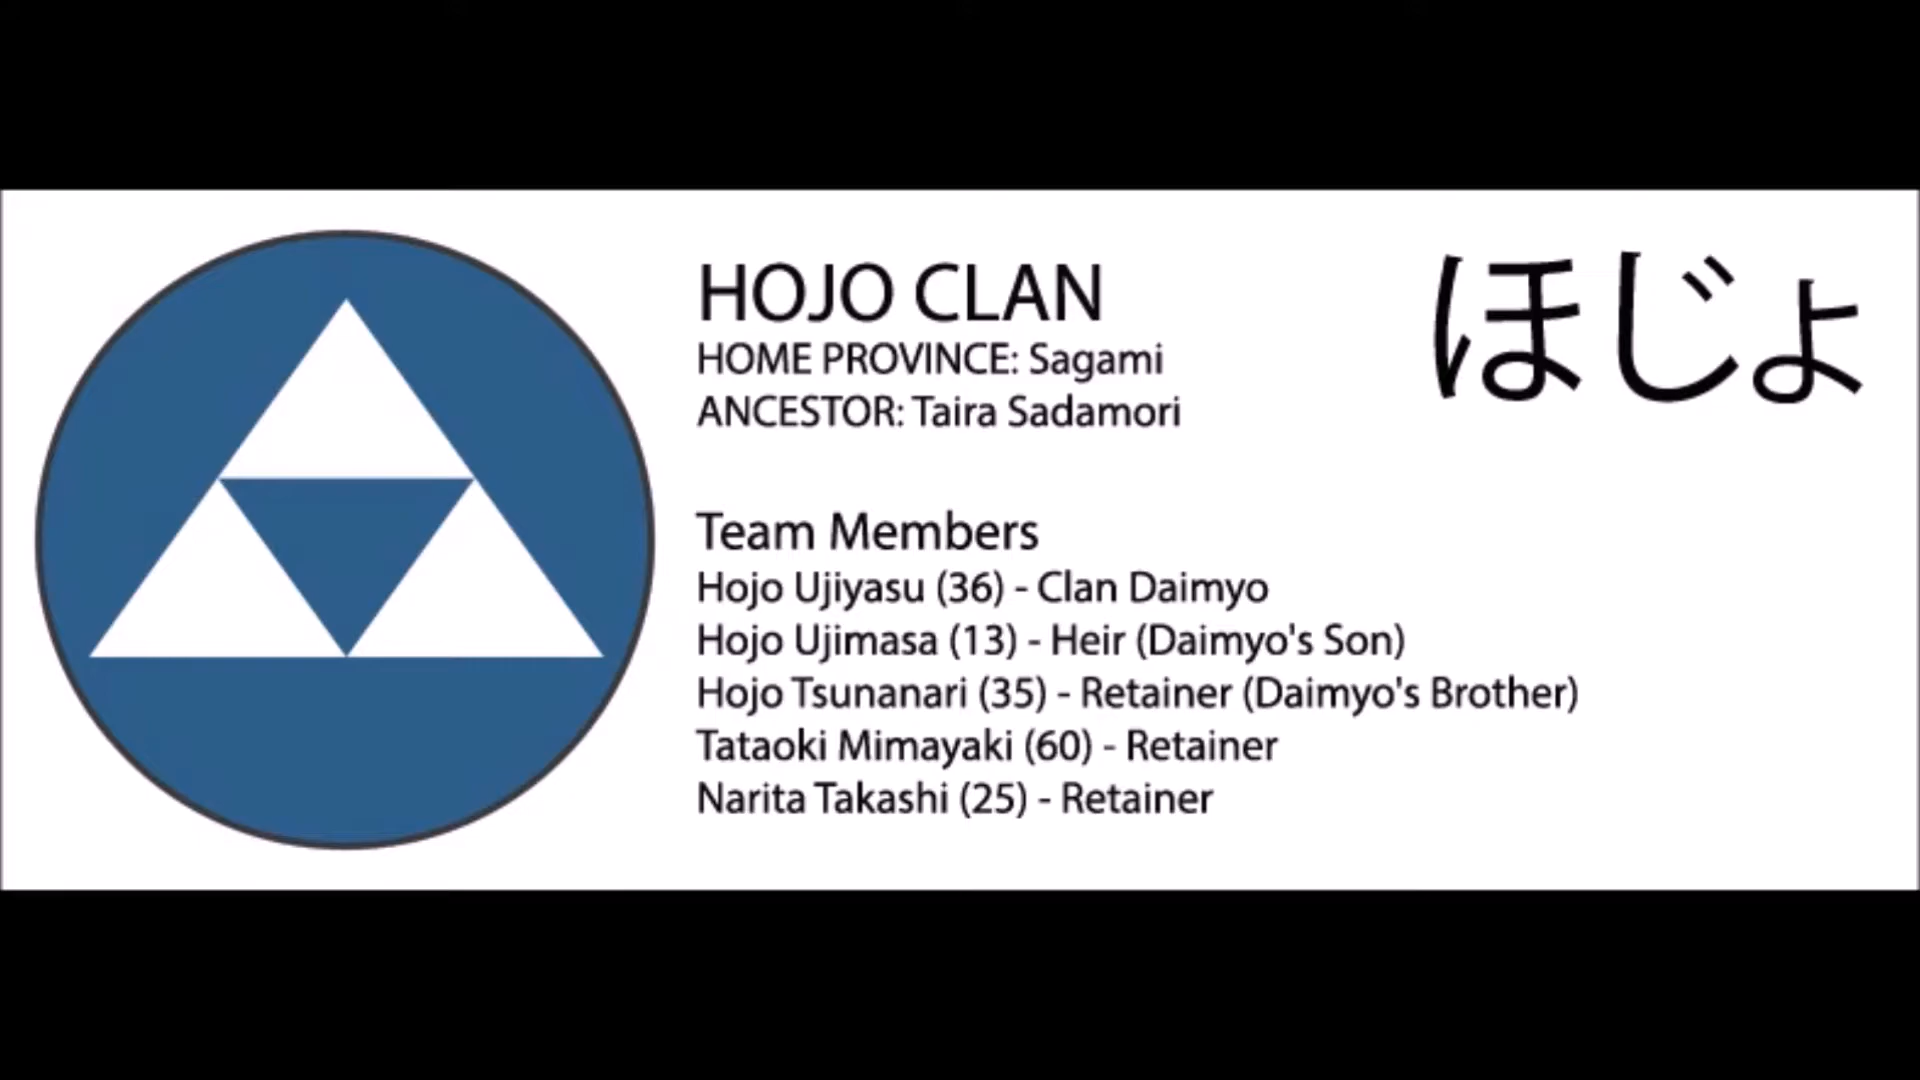 HOJO CLAN
ほじょ
HOME PROVINCE: Sagami
ANCESTOR: Taira Sadamori
Team Members
Hojo Ujiyasu (36) - Clan Daimyo
Hojo Ujimasa (13) - Heir (Daimyo's Son)
Hojo Tsunanari (35) - Retainer (Daimyo's Brother)
Tataoki Mimayaki (60) - Retainer
Narita Takashi (25) - Retainer